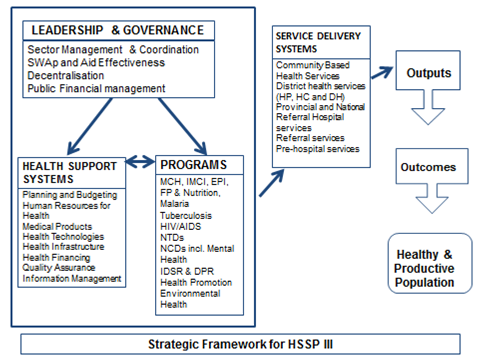 LEADERSHIP & GOVERNANCE
Sector Management & Coordination
SWAp and Aid Effectiveness
Decentralisation
Public Financial management
HEALTH SUPPORT
SYSTEMS
Planning and Budgeting
Human Resources for
Health
Medical Products
Health Technologies
Health Infrastructure
Health Financing
Quality Assurance
Information Management
PROGRAMS
MCH, IMCI, EPI,
FP & Nutrition,
Malaria
Tuberculosis
HIV/AIDS
NTDs
NCDs incl. Mental
Health
IDSR & DPR
Health Promotion
Environmental
Health
SERVICE DELIVERY
SYSTEMS
Community Based
Health Services
District health services
(HP, HC and DH)
Provincial and National
Referral Hospital
services
Referral services
Pre-hospital services
Outputs
Outcomes
Healthy &
Productive
Population
Strategic Framework for HSSP III